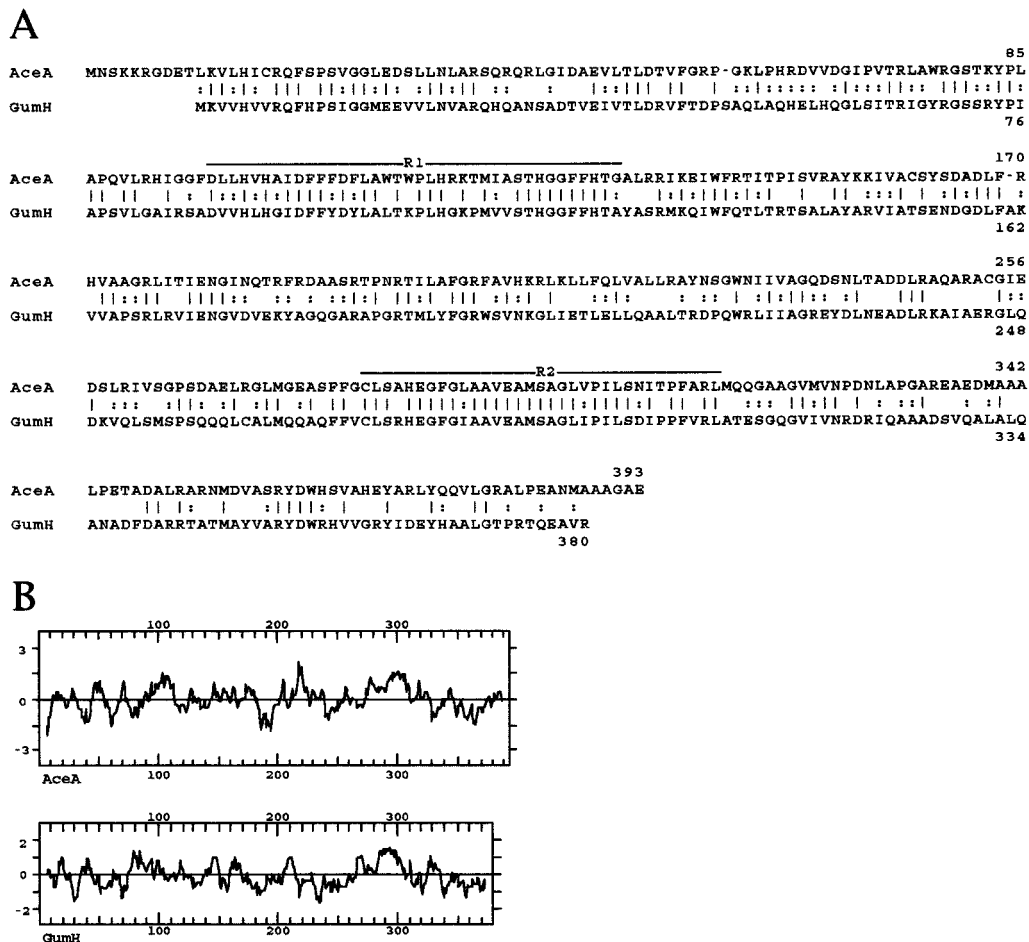 A
85
AceA MNSKKRGDETLKVLHICRQFSPSVGGLEDSLLNLARSQRQRLGIDAEVLTLDTVFGRP-GKLPHRDVVDGIPVTRLAWRGSTKYPL
GumH MKVVHVVRQFHPSIGGMEEVVLNVARQHQANSADTVEIVTLDRVFTDPSAQLAQHELHQGLSITRIGYRGSSRYPI
76
R1
170
AceA APQVLRHIGGFDLLHVHAIDFFFDFLAWTWPLHRKTMIASTHGGFFHTGALRRIKEIWFRTITPISVRAYKKIVACSYSDADLF-R
GumH APSVLGAIRSADVVHLHGIDFFYDYLALTKPLHGKPMVVSTHGGFFHTAYASRMKQIWFQTLTRTSALAYARVIATSENDGDLFAK
162
256
AceA HVAAGRLITIENGINQTRFRDAASRTPNRTILAFGRFAVHKRLKLLFQLVALLRAYNSGWNIIVAGQDSNLTADDLRAQARACGIE
GumH VVAPSRLRVIENGVDVEKYAGQGARAPGRTMLYFGRWSVNKGLIETLELLQAALTRDPQWRLIIAGREYDLNEADLRKAIAERGLQ
248
R2
342
AceA DSLRIVSGPSDAELRGLMGEASFFGCLSAHEGFGLAAVEAMSAGLVPILSNITPFARLMQQGAAGVMVNPDNLAPGAREAEDMAAA
GumH DKVQLSMSPSQQQLCALMQQAQFFVCLSRHEGFGIAAVEAMSAGLIPILSDIPPFVRLATESGQGVIVNRDRIQAAADSVQALALQ
334
393
AceA LPETADALRARNMDVASRYDWHSVAHEYARLYQQVLGRALPEANMAAAGAE
GumH ANADFDARRTATMAYVARYDWRHVVGRYIDEYHAALGTPRTQEAVR
380
B
100 200 300
3
0
-3
AceA 100 200 300
100 200 300
2
0
-2
GumH 100 200 300